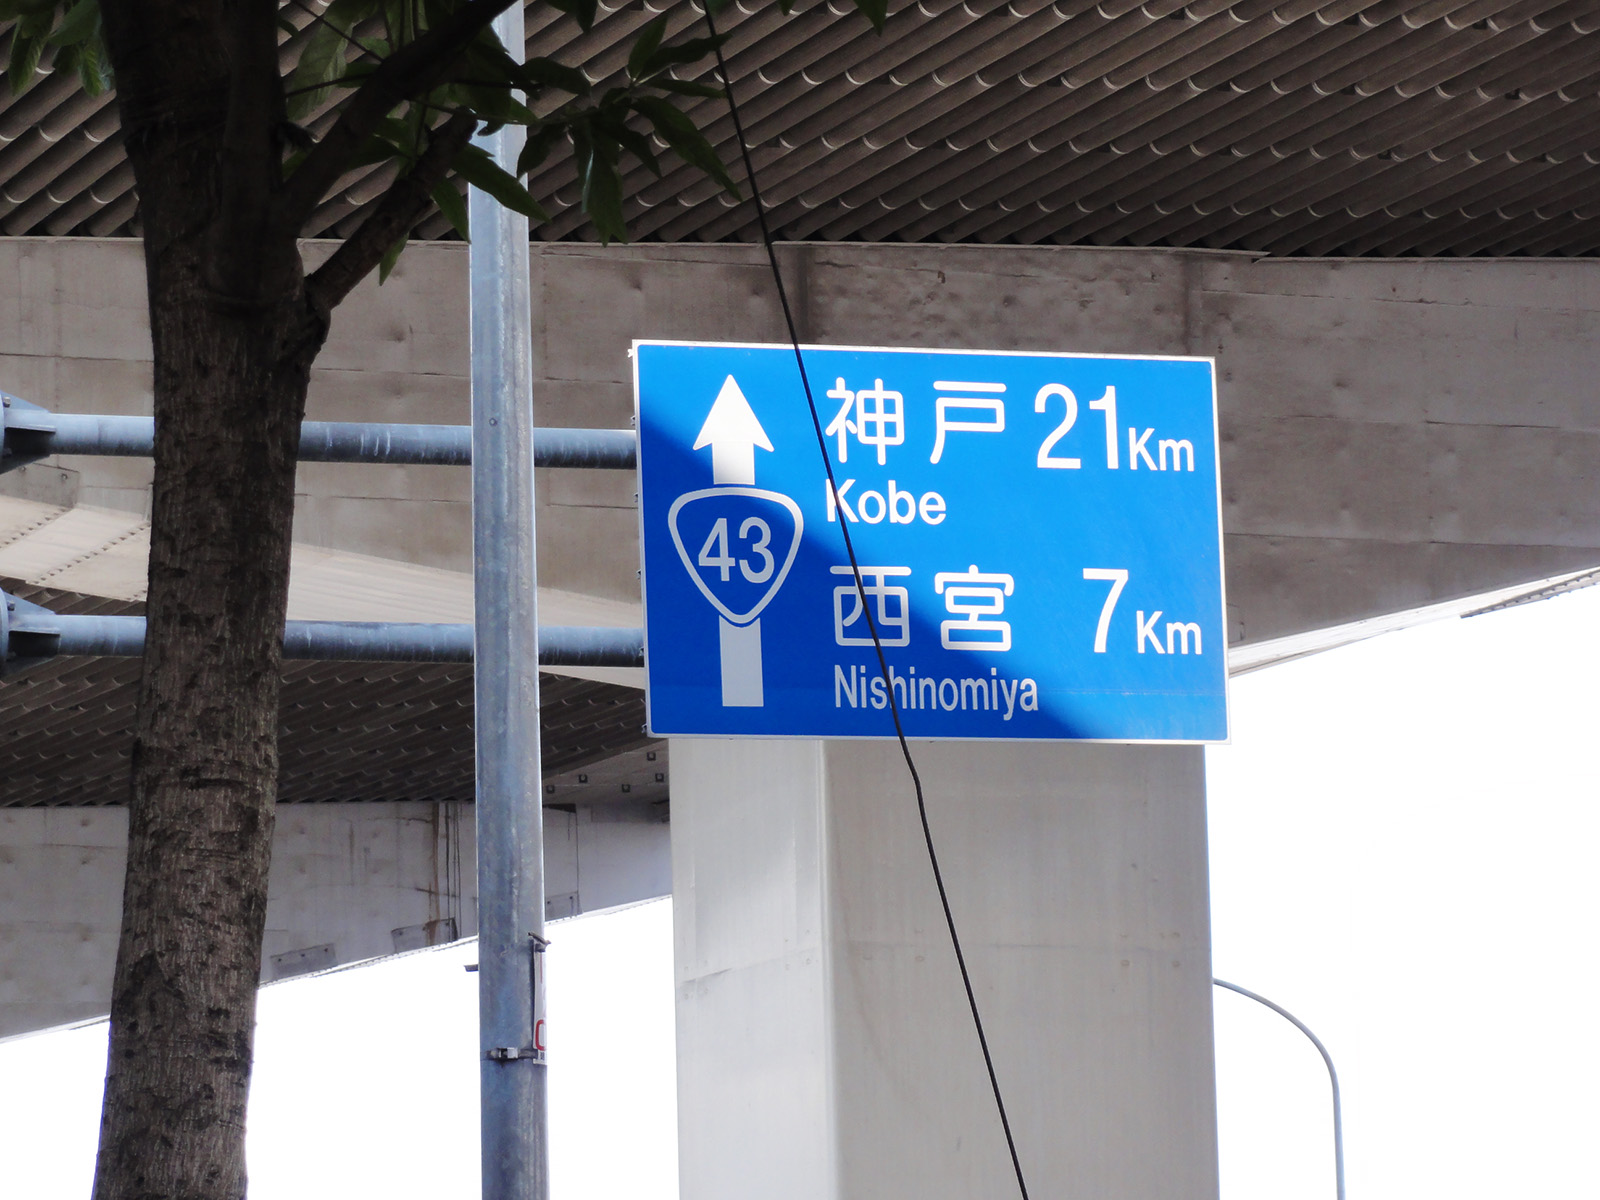 神戸 21Km
Kobe
43
西宮 7Km
Nishinomiya